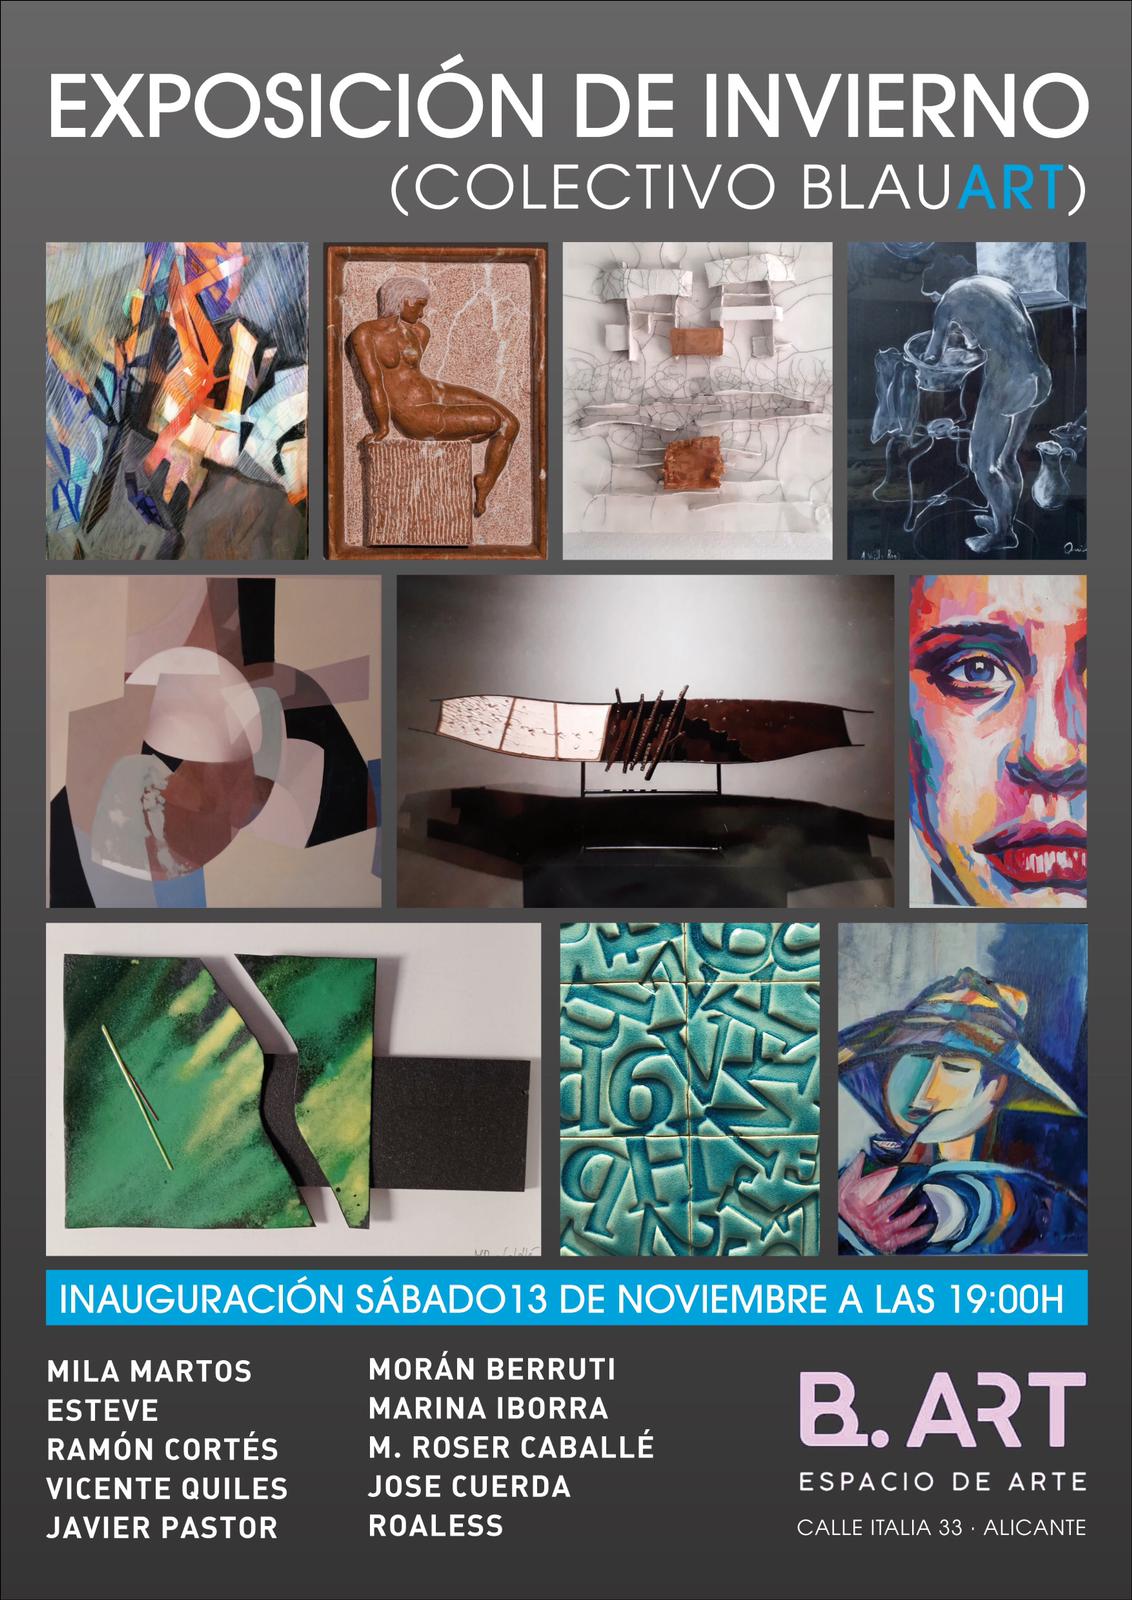 EXPOSICIÓN DE INVIERNO
(COLECTIVO BLAUART)
INAUGURACIÓN SÁBADO13 DE NOVIEMBRE A LAS 19:00H
MILA MARTOS
ESTEVE
RAMÓN CORTÉS
VICENTE QUILES
JAVIER PASTOR
MORÁN BERRUTI
MARINA IBORRA
M. ROSER CABALLÉ
JOSE CUERDA
ROALESS
B. ART
ESPACIO DE ARTE
CALLE ITALIA 33 · ALICANTE